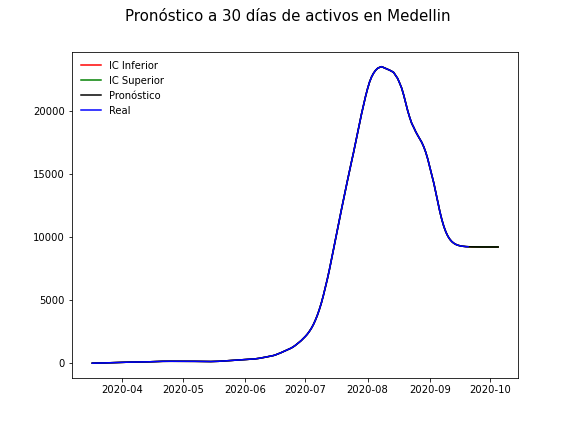 Pronóstico a 30 días de activos en Medellin
IC Inferior
IC Superior
Pronóstico
Real
20000
15000
10000
5000
0
2020-04 2020-05 2020-06 2020-07 2020-08 2020-09 2020-10